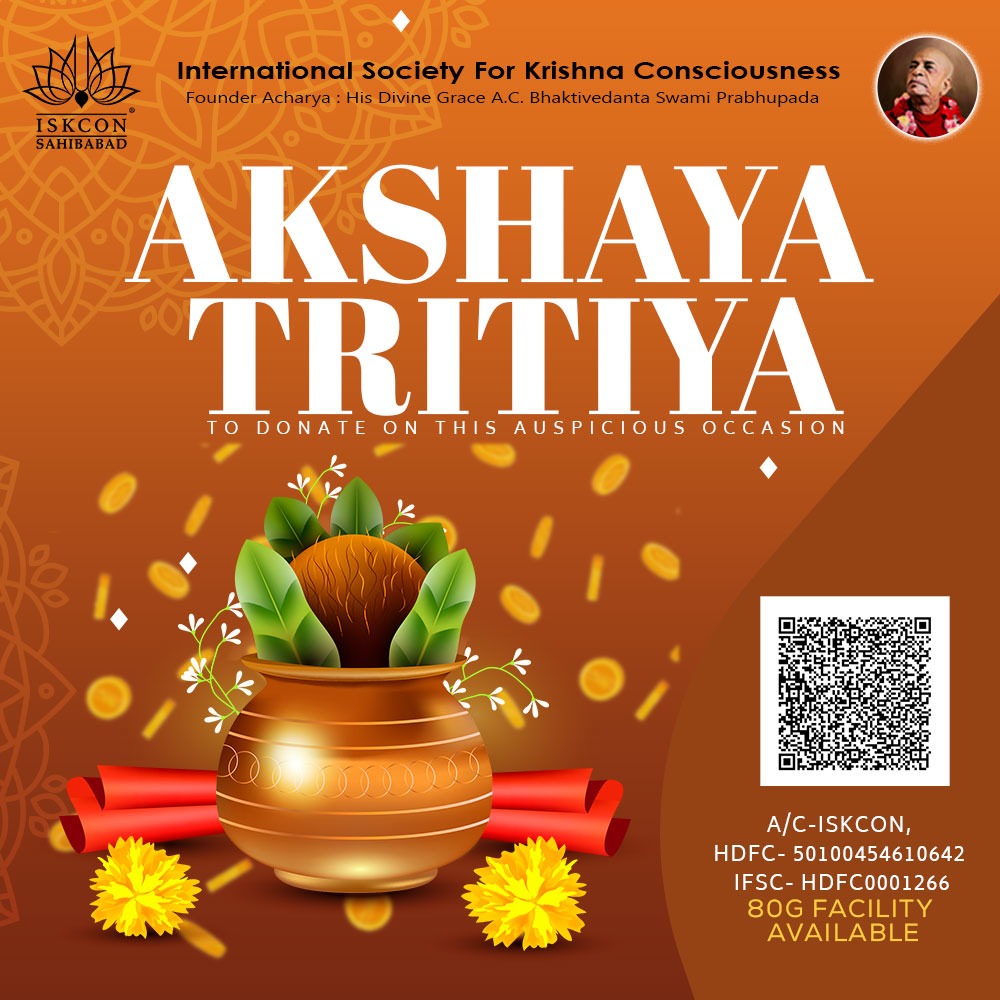 ISKCON®
SAHIBABAD
International Society For Krishna Consciousness
Founder Acharya : His Divine Grace A.C. Bhaktivedanta Swami Prabhupada
AKSHAYA
TRITIYA
TO DONATE ON THIS AUSPICIOUS OCCASION
A/C-ISKCON,
HDFC- 50100454610642
IFSC- HDFC0001266
80G FACILITY
AVAILABLE